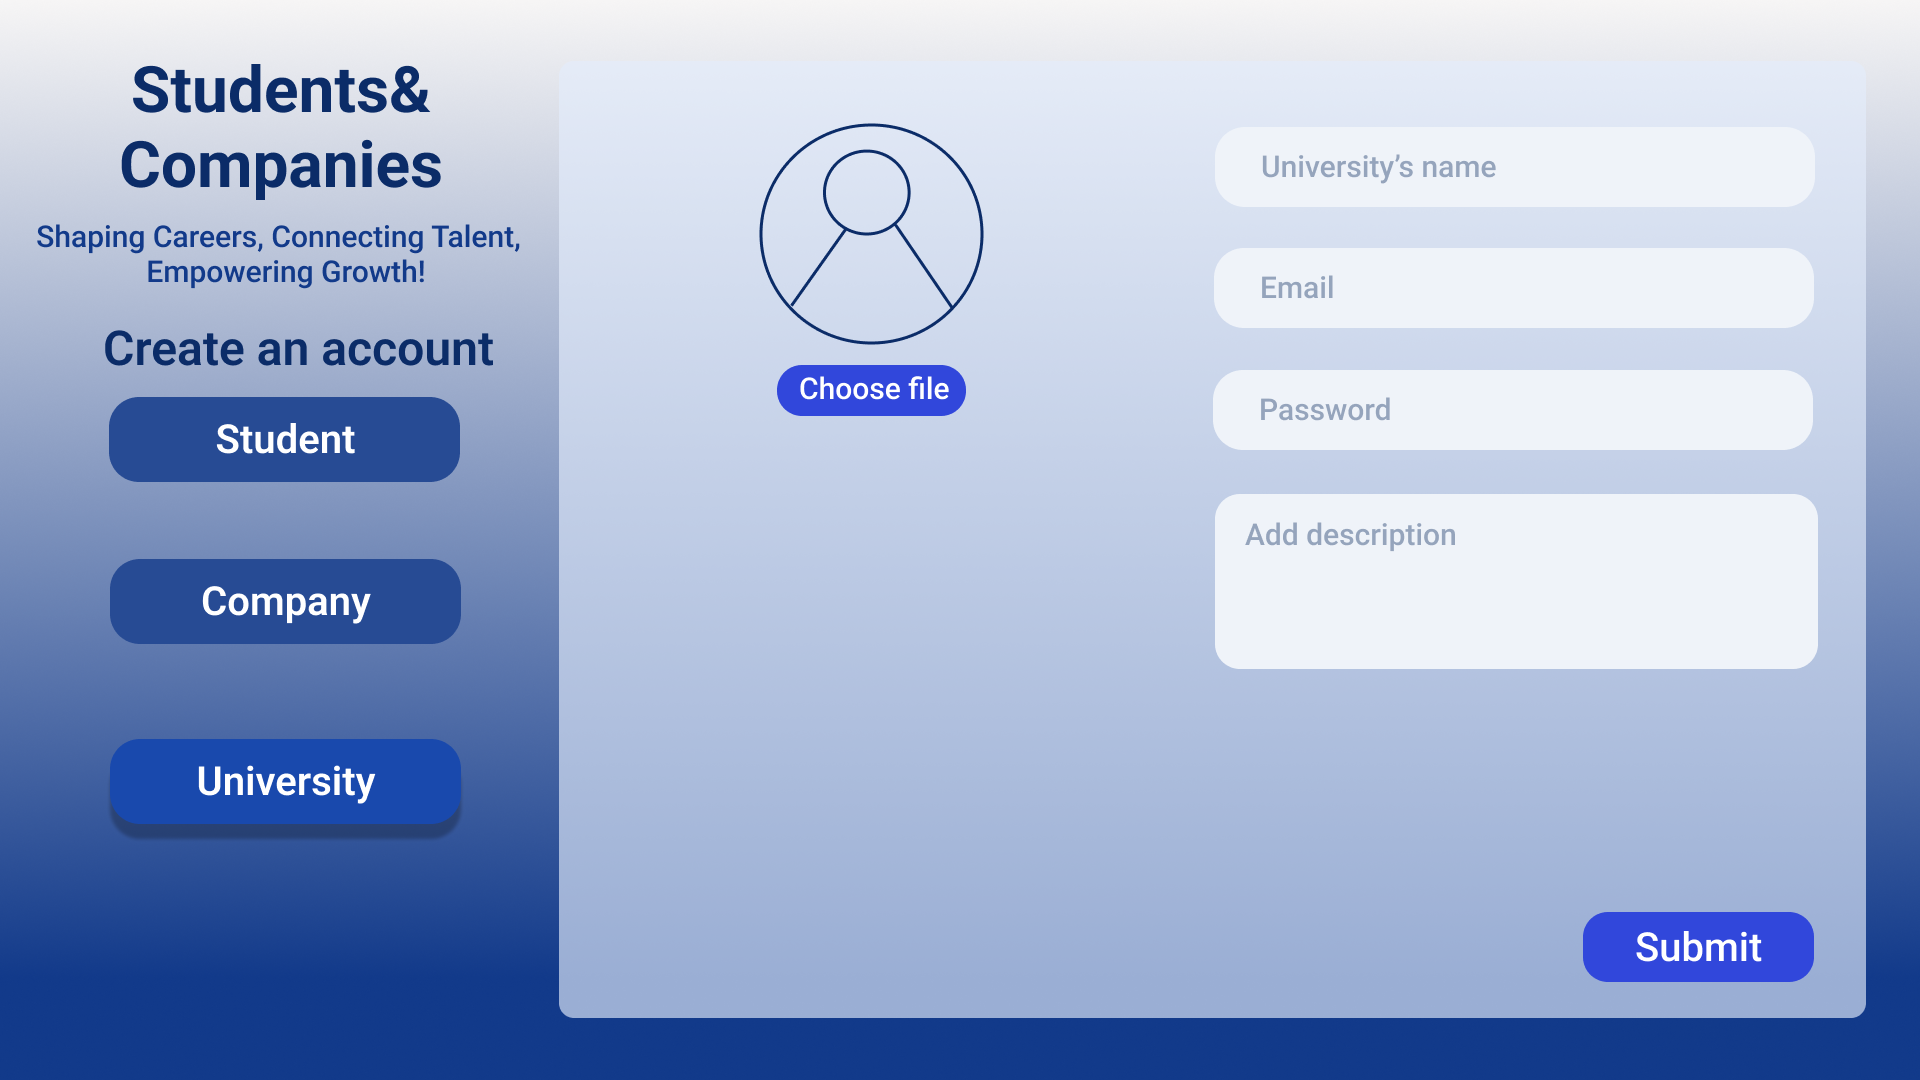 Students&
Companies
Shaping Careers, Connecting Talent,
Empowering Growth!
Create an account
Student
Company
University
Choose file
University’s name
Email
Password
Add description
Submit